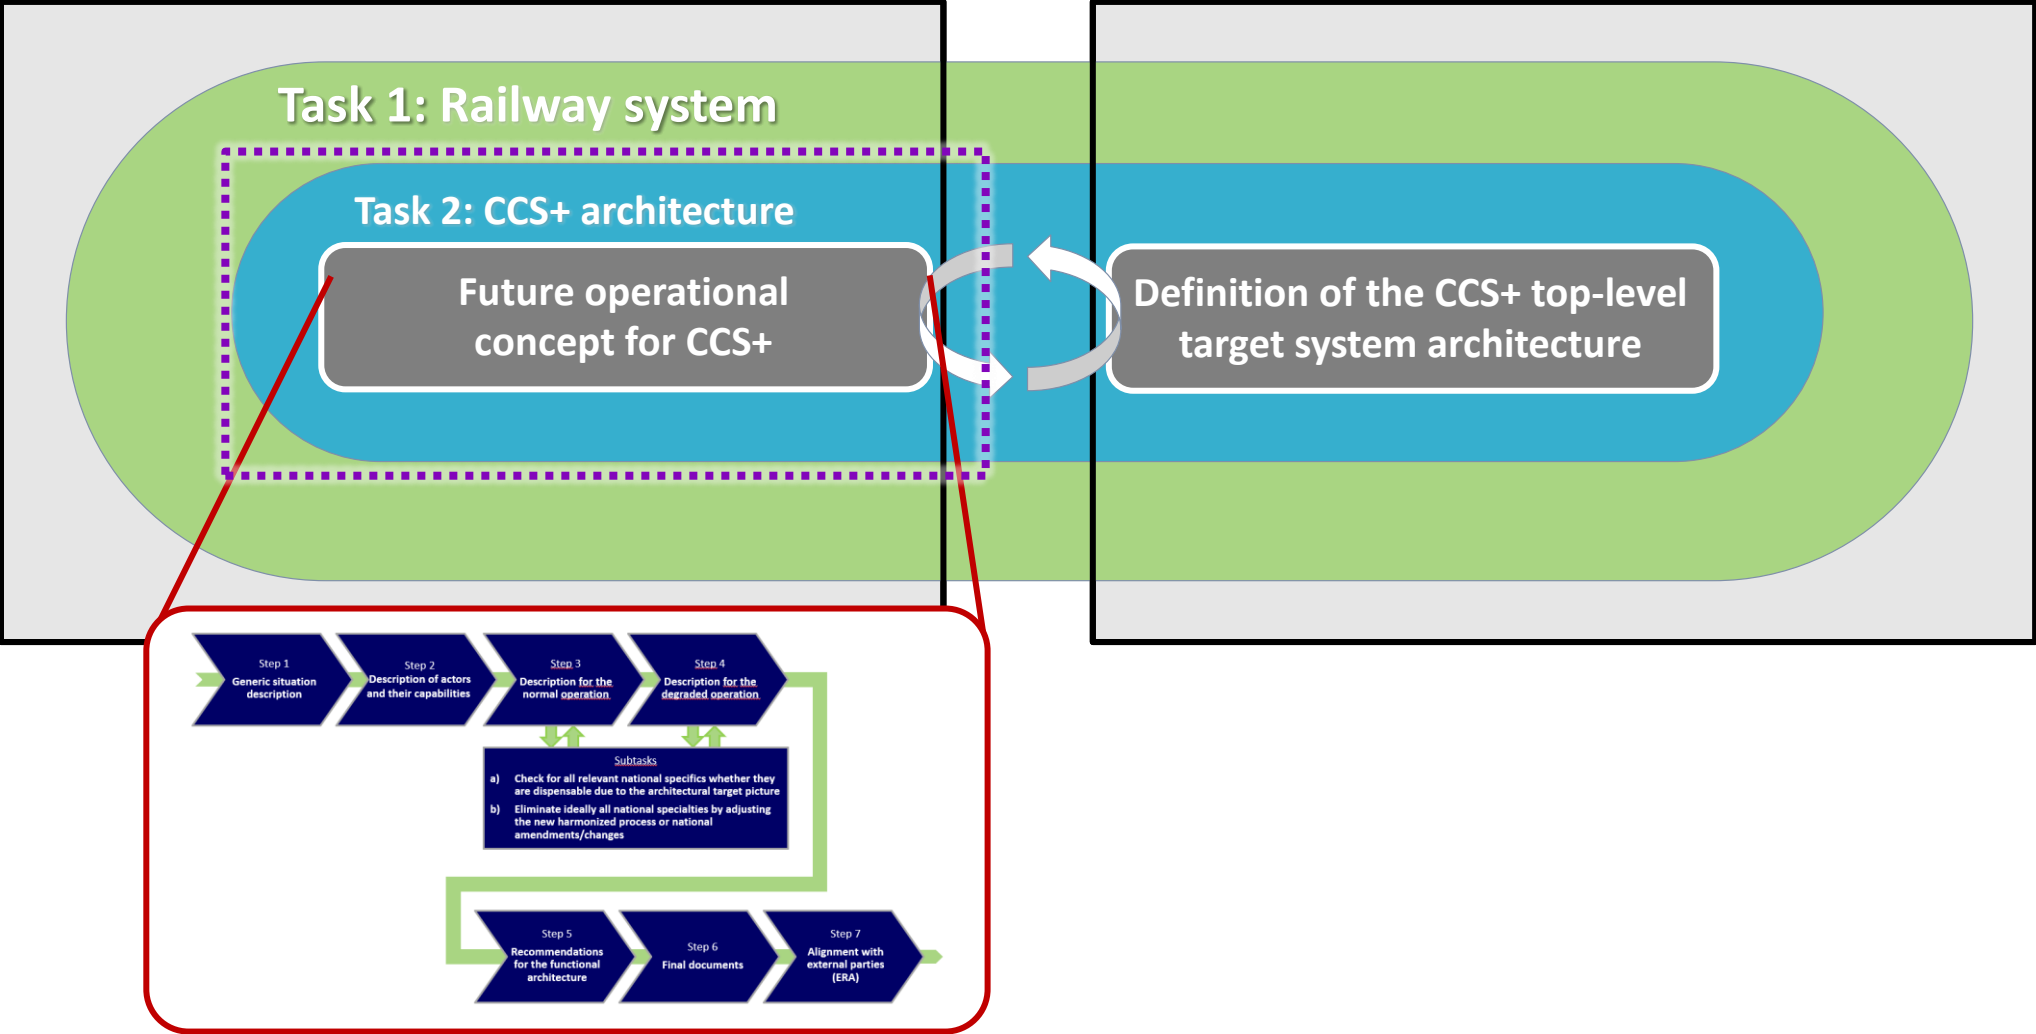 Task 1: Railway system
Task 2: CCS+ architecture
Future operational
concept for CCS+
Definition of the CCS+ top-level
target system architecture
Step 1
Generic situation
description
Step 2
Description of actors
and their capabilities
Step 3
Description for the
normal operation
Step 4
Description for the
degraded operation
Subtasks
a) Check for all relevant national specifics whether they
are dispensable due to the architectural target picture
b) Eliminate ideally all national specialties by adjusting
the new harmonized process or national
amendments/changes
Step 5
Recommendations
for the functional
architecture
Step 6
Final documents
Step 7
Alignment with
external parties
(ERA)